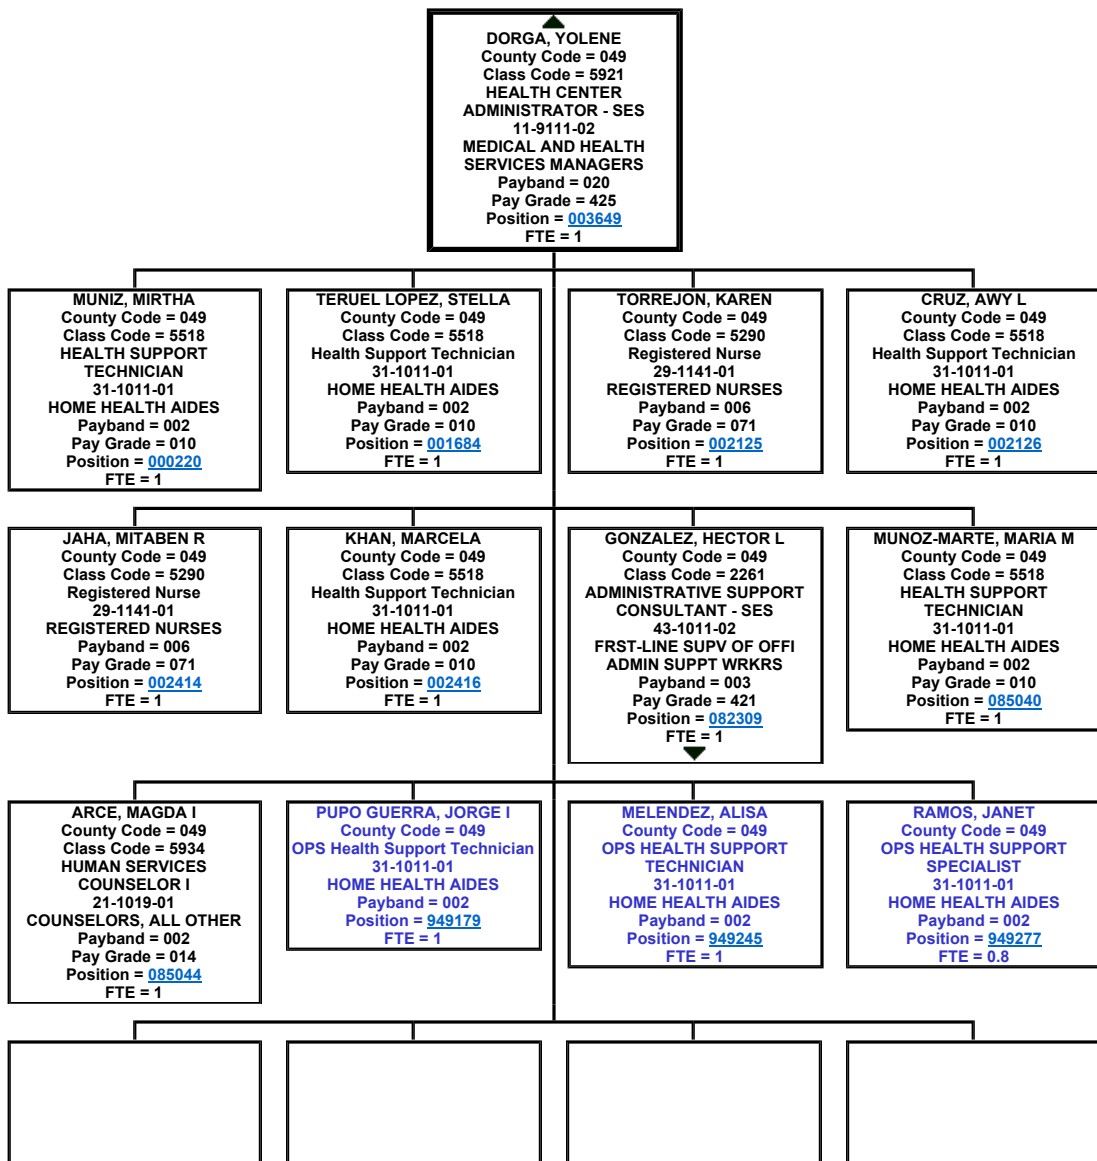 DORGA, YOLENE
County Code = 049
Class Code = 5921
HEALTH CENTER
ADMINISTRATOR - SES
11-9111-02
MEDICAL AND HEALTH
SERVICES MANAGERS
Payband = 020
Pay Grade = 425
Position = 003649
FTE = 1
MUNIZ, MIRTHA
County Code = 049
Class Code = 5518
HEALTH SUPPORT
TECHNICIAN
31-1011-01
HOME HEALTH AIDES
Payband = 002
Pay Grade = 010
Position = 000220
FTE = 1
TERUEL LOPEZ, STELLA
County Code = 049
Class Code = 5518
Health Support Technician
31-1011-01
HOME HEALTH AIDES
Payband = 002
Pay Grade = 010
Position = 001684
FTE = 1
TORREJON, KAREN
County Code = 049
Class Code = 5290
Registered Nurse
29-1141-01
REGISTERED NURSES
Payband = 006
Pay Grade = 071
Position = 002125
FTE = 1
CRUZ, AWY L
County Code = 049
Class Code = 5518
Health Support Technician
31-1011-01
HOME HEALTH AIDES
Payband = 002
Pay Grade = 010
Position = 002126
FTE = 1
JAHA, MITABEN R
County Code = 049
Class Code = 5290
Registered Nurse
29-1141-01
REGISTERED NURSES
Payband = 006
Pay Grade = 071
Position = 002414
FTE = 1
KHAN, MARCELA
County Code = 049
Class Code = 5518
Health Support Technician
31-1011-01
HOME HEALTH AIDES
Payband = 002
Pay Grade = 010
Position = 002416
FTE = 1
GONZALEZ, HECTOR L
County Code = 049
Class Code = 2261
ADMINISTRATIVE SUPPORT
CONSULTANT - SES
43-1011-02
FRST-LINE SUPV OF OFFI
ADMIN SUPPT WRKRS
Payband = 003
Pay Grade = 421
Position = 082309
FTE = 1
MUNOZ-MARTE, MARIA M
County Code = 049
Class Code = 5518
HEALTH SUPPORT
TECHNICIAN
31-1011-01
HOME HEALTH AIDES
Payband = 002
Pay Grade = 010
Position = 085040
FTE = 1
ARCE, MAGDA I
County Code = 049
Class Code = 5934
HUMAN SERVICES
COUNSELOR I
21-1019-01
COUNSELORS, ALL OTHER
Payband = 002
Pay Grade = 014
Position = 085044
FTE = 1
PUPO GUERRA, JORGE I
County Code = 049
OPS Health Support Technician
31-1011-01
HOME HEALTH AIDES
Payband = 002
Position = 949179
FTE = 1
MELENDEZ, ALISA
County Code = 049
OPS HEALTH SUPPORT
TECHNICIAN
31-1011-01
HOME HEALTH AIDES
Payband = 002
Position = 949245
FTE = 1
RAMOS, JANET
County Code = 049
OPS HEALTH SUPPORT
SPECIALIST
31-1011-01
HOME HEALTH AIDES
Payband = 002
Position = 949277
FTE = 0.8